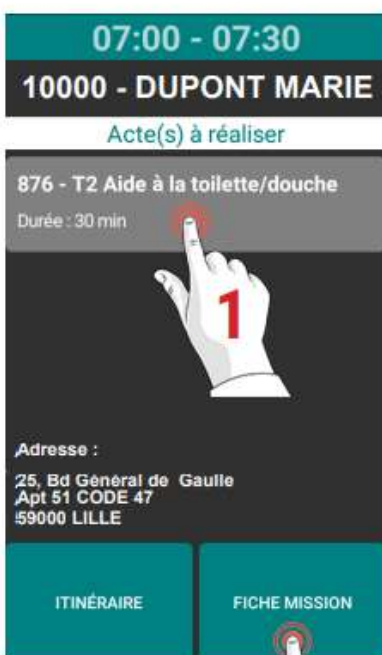 07:00 - 07:30
10000 - DUPONT MARIE
Acte(s) à réaliser
876 - T2 Aide à la toilette/douche
Durée : 30 min
1
Adresse :
25, Bd Général de Gaulle
Apt 51 CODE 47
59000 LILLE
ITINÉRAIRE
FICHE MISSION